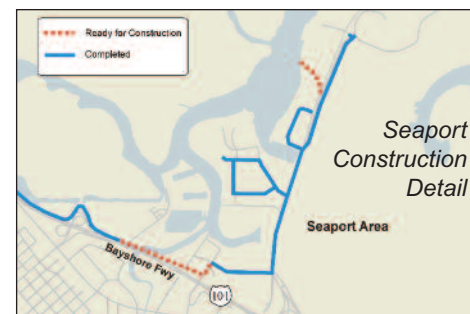 Ready for Construction
Completed
Seaport
Construction
Detail
Seaport Area
Bayshore Fwy
101